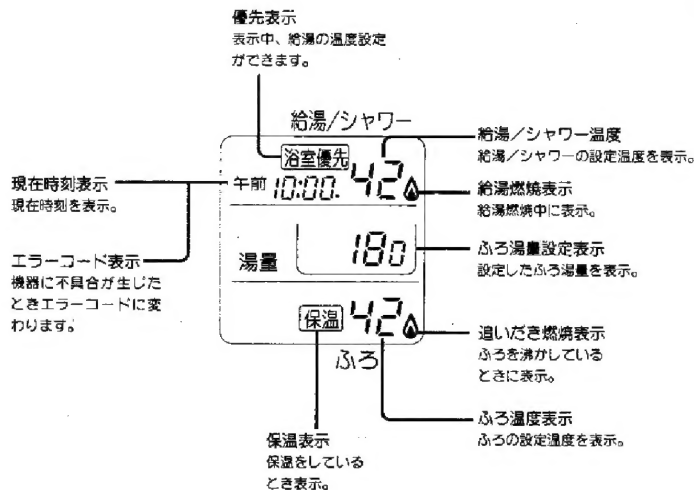 優先表示
表示中、給湯の温度設定
ができます。
給湯/シャワー
浴室優先
42
午前 10:00.
給湯／シャワー温度
給湯／シャワーの設定温度を表示。
現在時刻表示
現在時刻を表示。
給湯燃焼表示
給湯燃焼中に表示。
エラーコード表示
機器に不具合が生じた
ときエラーコードに変
わります。
湯量 180
ふろ湯量設定表示
設定したふろ湯量を表示。
保温 42
ふろ
追いだき燃焼表示
ふろを沸かしている
ときに表示。
ふろ温度表示
ふろの設定温度を表示。
保温表示
保温をしている
とき表示。